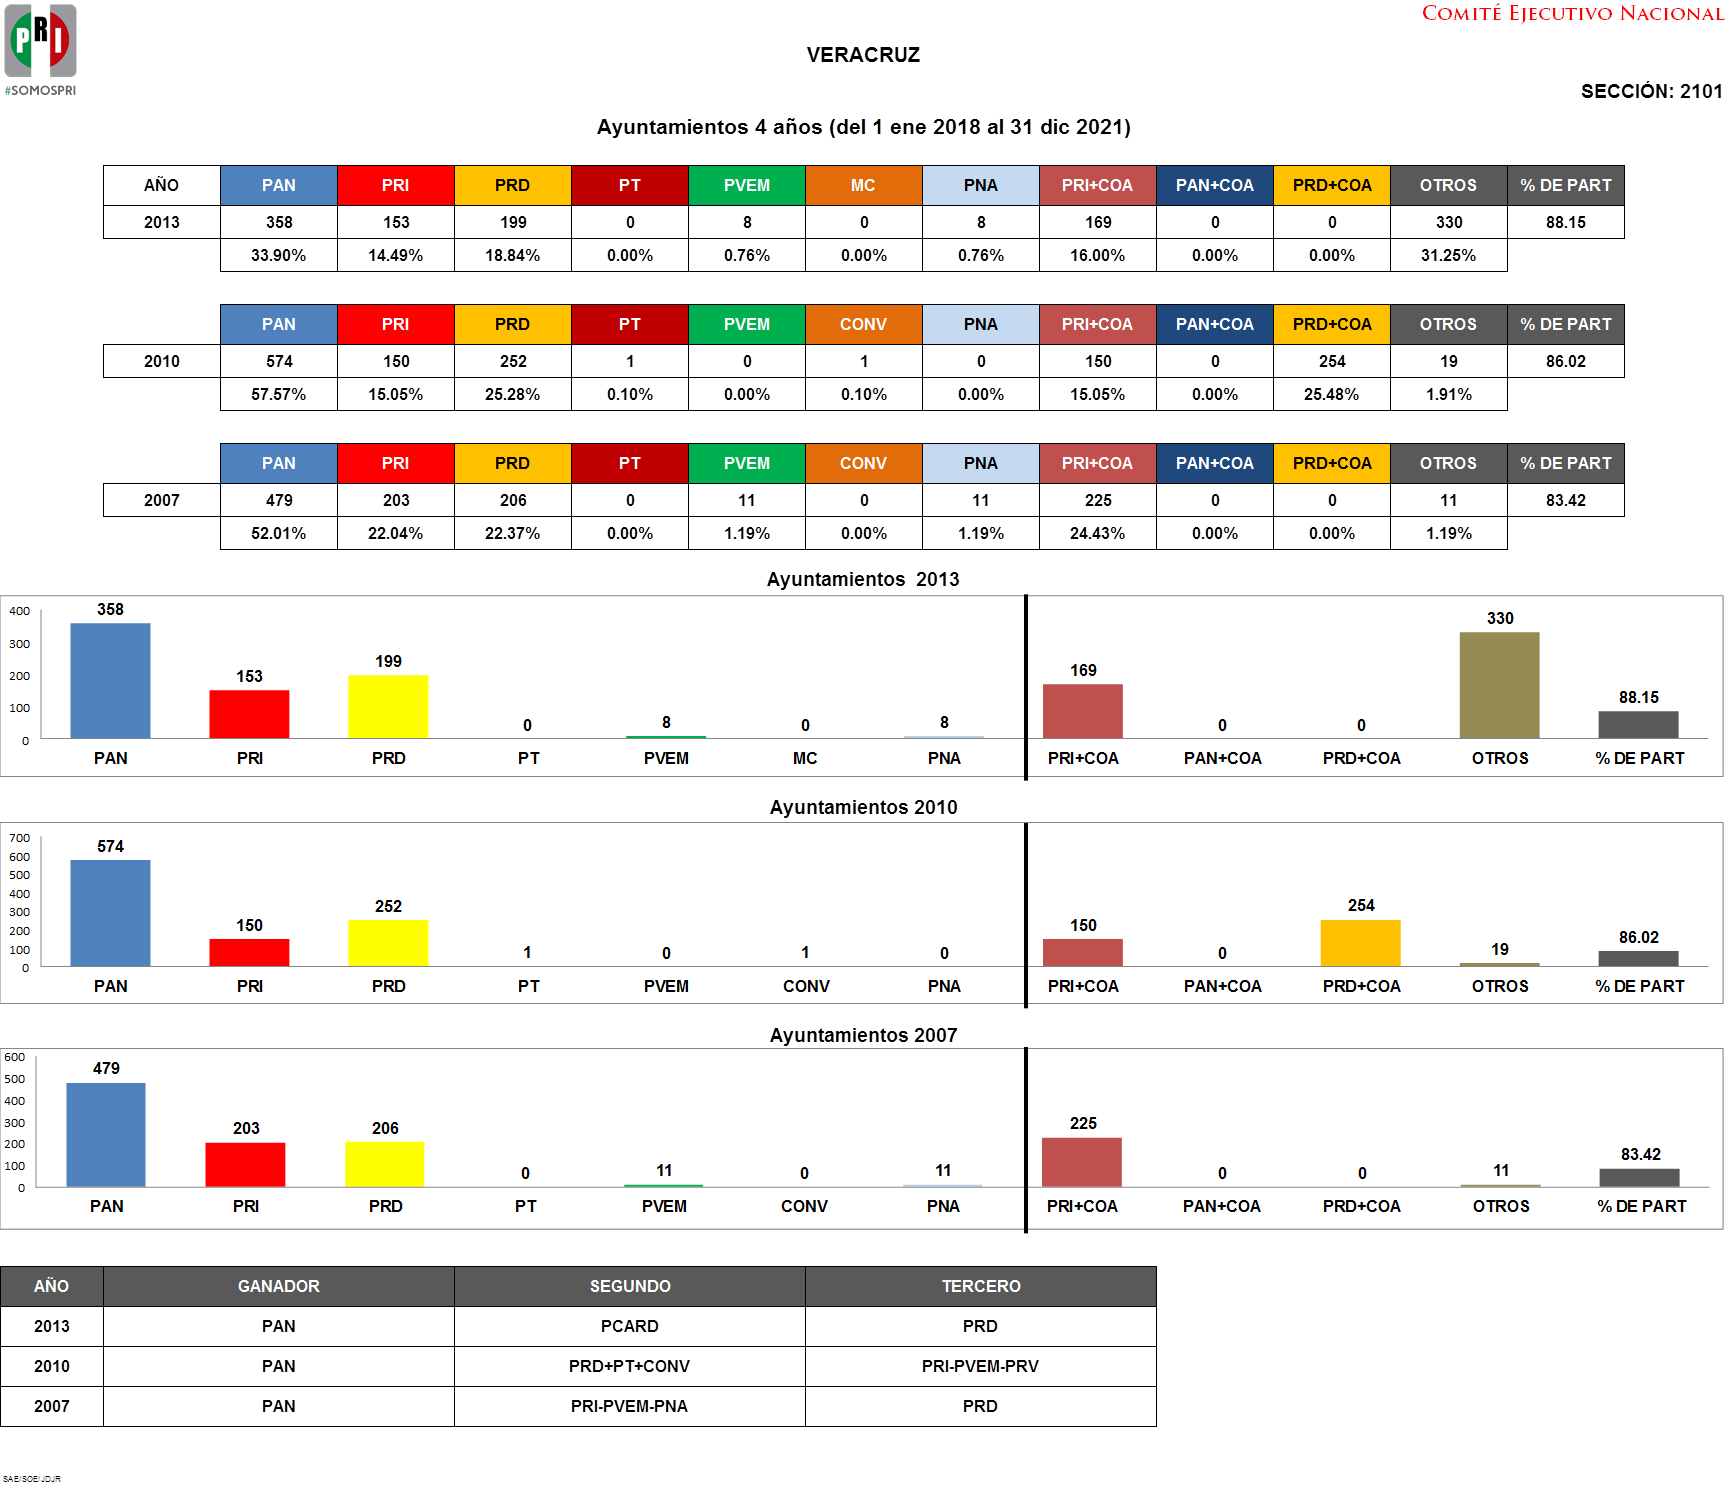 PRI
#SOMOSPRI
COMITÉ EJECUTIVO NACIONAL
VERACRUZ
SECCIÓN: 2101
Ayuntamientos 4 años (del 1 ene 2018 al 31 dic 2021)
AÑO PAN PRI PRD PT PVEM MC PNA PRI+COA PAN+COA PRD+COA OTROS % DE PART
2013 358 153 199 0 8 0 8 169 0 0 330 88.15
33.90% 14.49% 18.84% 0.00% 0.76% 0.00% 0.76% 16.00% 0.00% 0.00% 31.25%
PAN PRI PRD PT PVEM CONV PNA PRI+COA PAN+COA PRD+COA OTROS % DE PART
2010 574 150 252 1 0 1 0 150 0 254 19 86.02
57.57% 15.05% 25.28% 0.10% 0.00% 0.10% 0.00% 15.05% 0.00% 25.48% 1.91%
PAN PRI PRD PT PVEM CONV PNA PRI+COA PAN+COA PRD+COA OTROS % DE PART
2007 479 203 206 0 11 0 11 225 0 0 11 83.42
52.01% 22.04% 22.37% 0.00% 1.19% 0.00% 1.19% 24.43% 0.00% 0.00% 1.19%
Ayuntamientos 2013
400
300
200
100
0
358 153 199 0 8 0 8 169 0 0 330 88.15
PAN PRI PRD PT PVEM MC PNA PRI+COA PAN+COA PRD+COA OTROS % DE PART
Ayuntamientos 2010
700
600
500
400
300
200
100
0
574 150 252 1 0 1 0 150 0 254 19 86.02
PAN PRI PRD PT PVEM CONV PNA PRI+COA PAN+COA PRD+COA OTROS % DE PART
Ayuntamientos 2007
600
500
400
300
200
100
0
479 203 206 0 11 0 11 225 0 0 11 83.42
PAN PRI PRD PT PVEM CONV PNA PRI+COA PAN+COA PRD+COA OTROS % DE PART
AÑO GANADOR SEGUNDO TERCERO
2013 PAN PCARD PRD
2010 PAN PRD+PT+CONV PRI-PVEM-PRV
2007 PAN PRI-PVEM-PNA PRD
SAE/SOE/JDJR